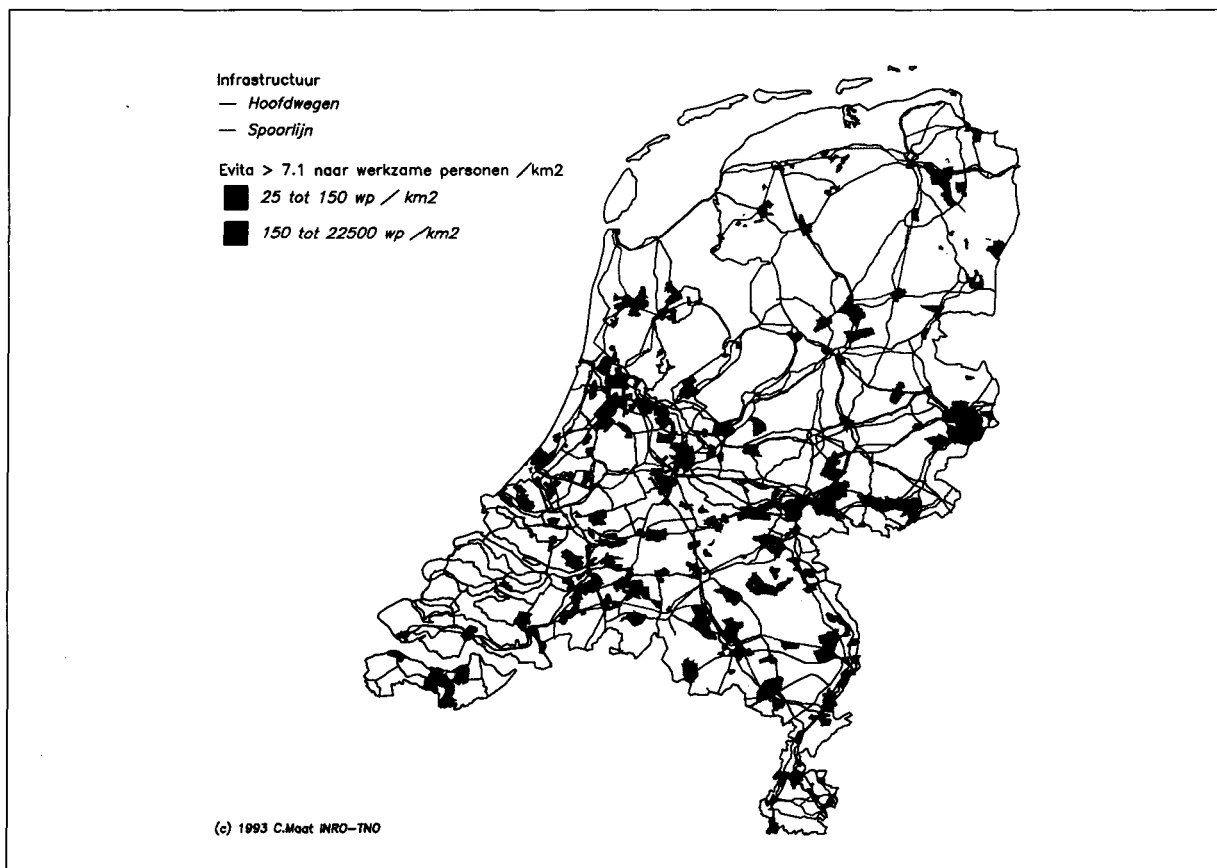 Infrastructuur
— Hoofdwegen
— Spoorlijn
Evita > 7.1 naar werkzame personen /km2
25 tot 150 wp / km2
150 tot 22500 wp /km2
(c) 1993 C.Maat INRO-TNO